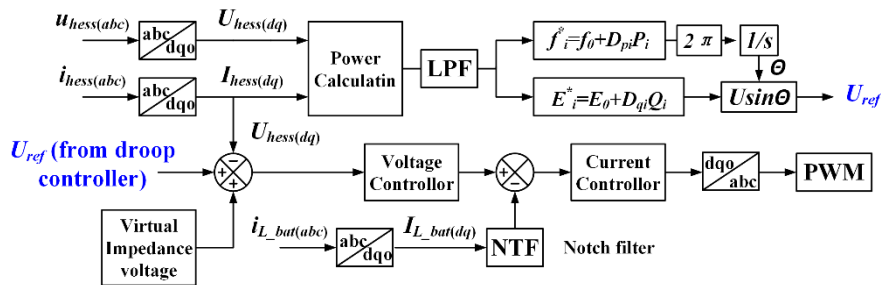 u_hess(abc)
abc
dqo
U_hess(dq)
i_hess(abc)
abc
dqo
I_hess(dq)
Power
Calculatin
LPF
f*_i=f_0+D_piP_i
2 π
1/s
Θ
E*_i=E_0+D_qiQ_i
UsinΘ
U_ref
U_hess(dq)
U_ref (from droop
controller)
−
+
+
Voltage
Controllor
+
−
Current
Controllor
dqo
abc
PWM
Virtual
Impedance
voltage
i_L_bat(abc)
abc
dqo
I_L_bat(dq)
NTF
Notch filter